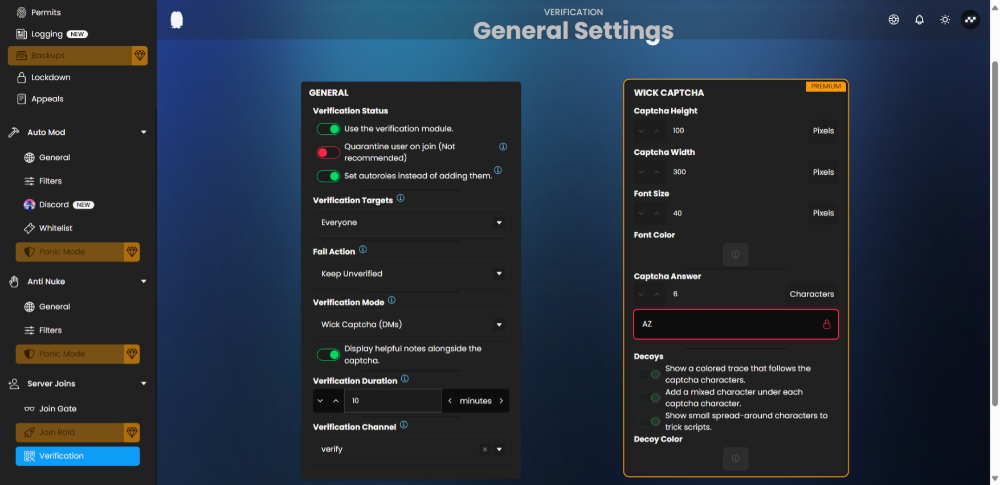 Permits
Logging NEW
Backups
Lockdown
Appeals
Auto Mod
General
Filters
Discord NEW
Whitelist
Panic Mode
Anti Nuke
General
Filters
Panic Mode
Server Joins
Join Gate
Join Raid
Verification
VERIFICATION
General Settings
GENERAL
Verification Status
Use the verification module.
Quarantine user on join (Not
recommended)
Set autoroles instead of adding them.
Verification Targets
Everyone
Fail Action
Keep Unverified
Verification Mode
Wick Captcha (DMs)
Display helpful notes alongside the
captcha.
Verification Duration
10 minutes
Verification Channel
verify
PREMIUM
WICK CAPTCHA
Captcha Height
100 Pixels
Captcha Width
300 Pixels
Font Size
40 Pixels
Font Color
Captcha Answer
6 Characters
AZ
Decoys
Show a colored trace that follows the
captcha characters.
Add a mixed character under each
captcha character.
Show small spread-around characters to
trick scripts.
Decoy Color